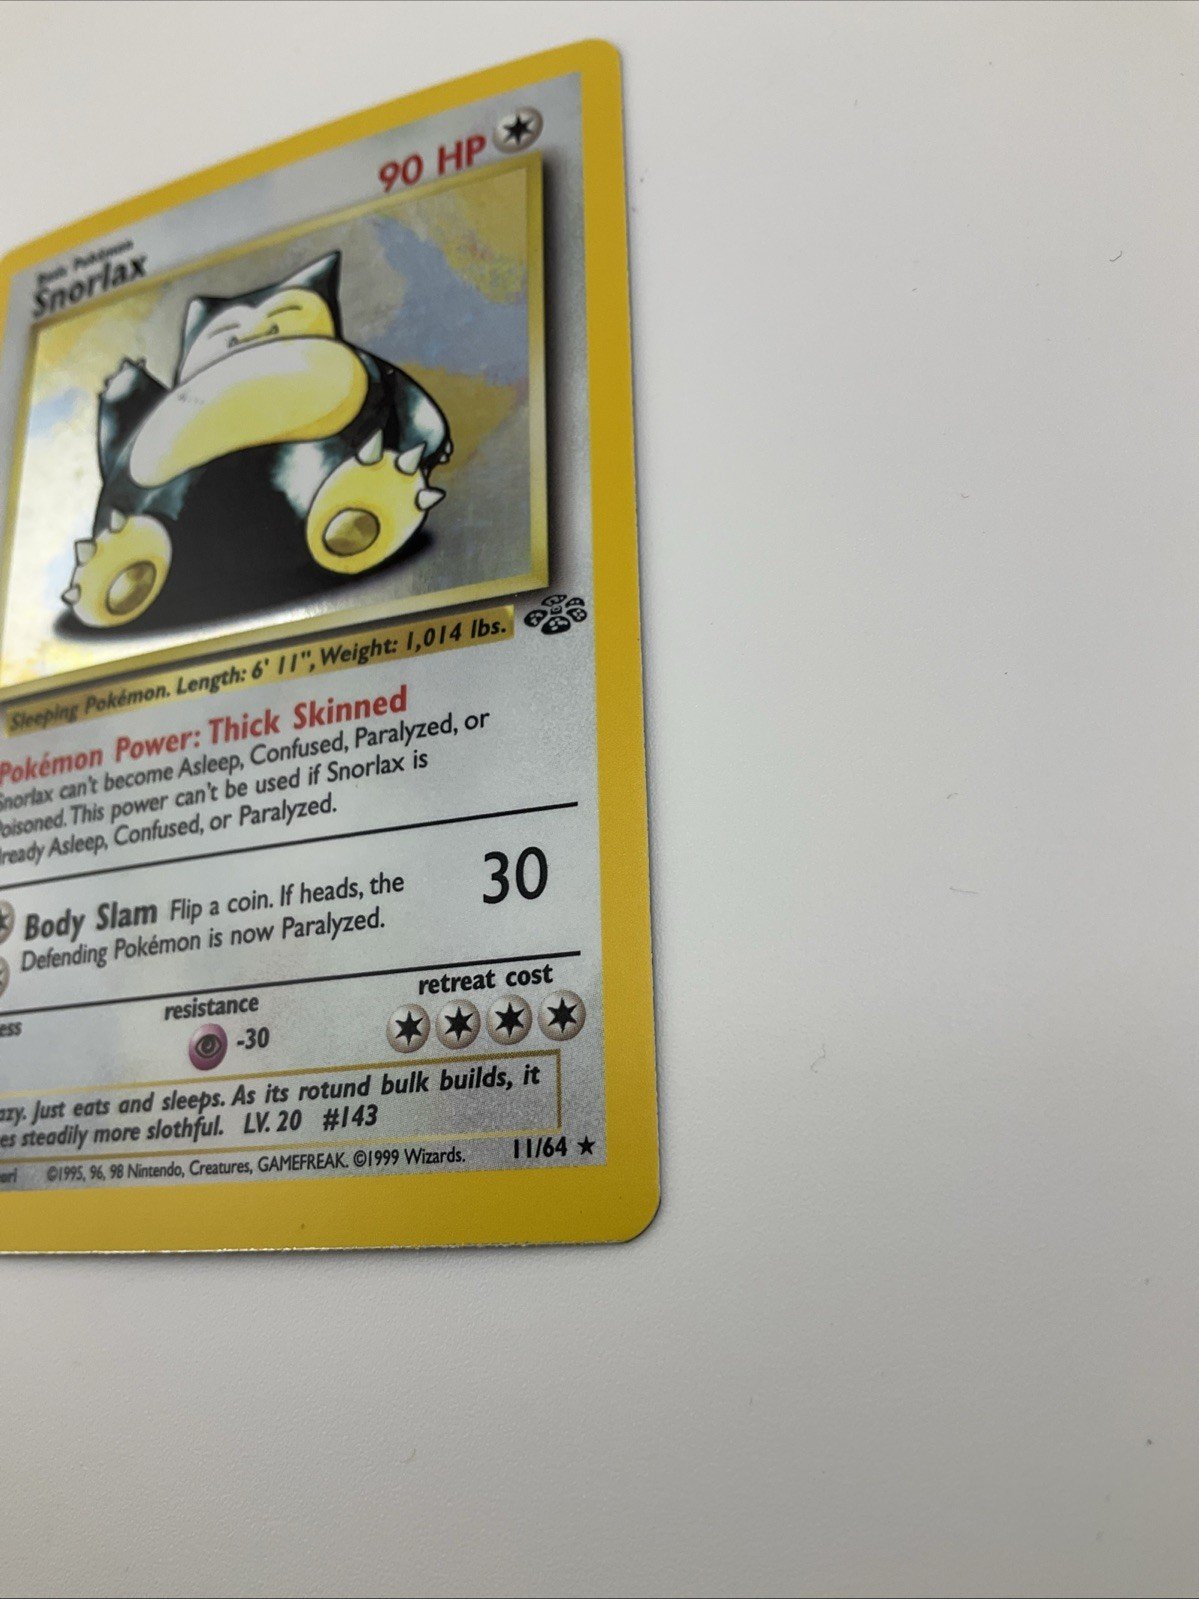 Basic Pokémon
Snorlax
90 HP
Sleeping Pokémon. Length: 6' 11", Weight: 1,014 lbs.
Pokémon Power: Thick Skinned
Snorlax can't become Asleep, Confused, Paralyzed, or
Poisoned. This power can't be used if Snorlax is
lready Asleep, Confused, or Paralyzed.
Body Slam Flip a coin. If heads, the
Defending Pokémon is now Paralyzed.
30
ess
resistance
-30
retreat cost
azy. Just eats and sleeps. As its rotund bulk builds, it
es steadily more slothful. LV. 20 #143
©1995, 96, 98 Nintendo, Creatures, GAMEFREAK. ©1999 Wizards.
11/64 ★